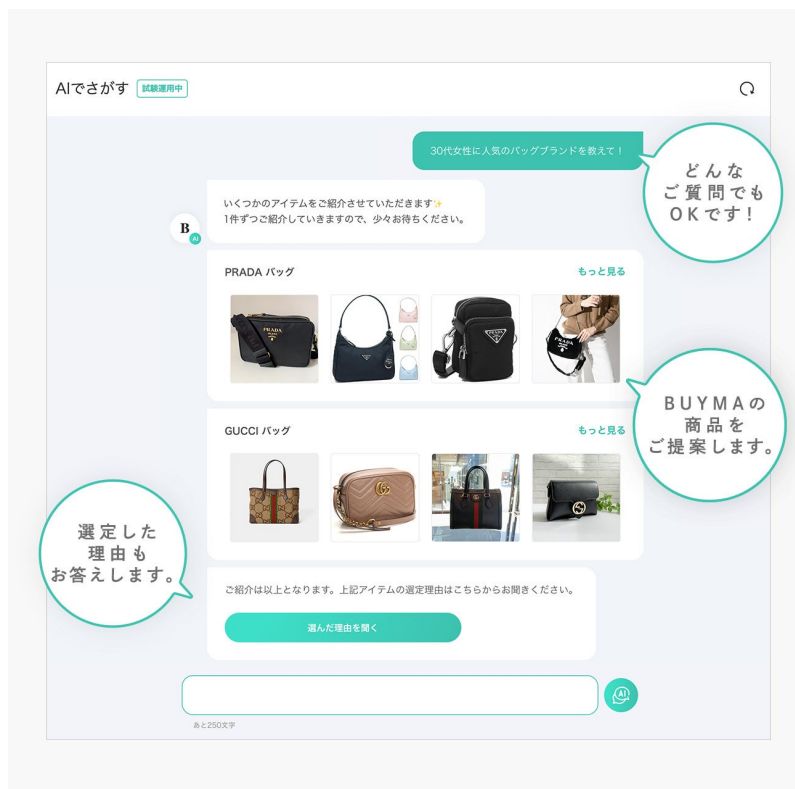 AIでさがす 試験運用中
30代女性に人気のバッグブランドを教えて！
どんな
ご質問でも
OKです！
いくつかのアイテムをご紹介させていただきます✨
1件ずつご紹介していきますので、少々お待ちください。
B
AI
PRADA バッグ もっと見る
PRADA
PRADA
BUYMAの
商品を
ご提案します。
GUCCI バッグ もっと見る
選定した
理由も
お答えします。
ご紹介は以上となります。上記アイテムの選定理由はこちらからお聞きください。
選んだ理由を聞く
AI
あと250文字